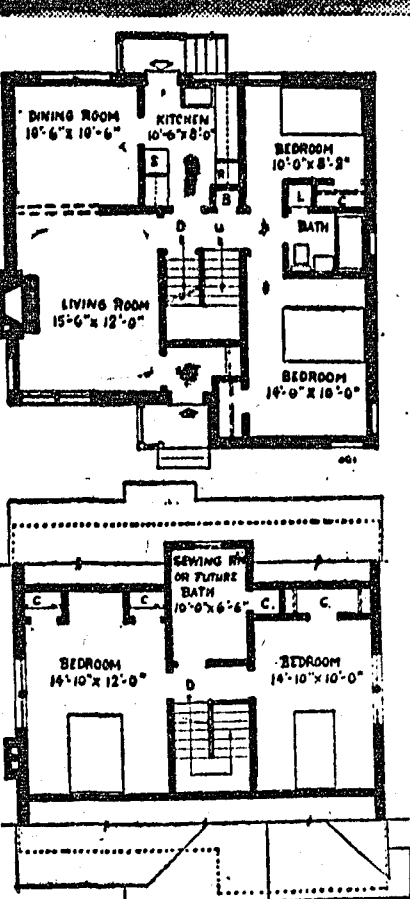 DINING ROOM
10'-6" X 10'-6"
KITCHEN
10'-6" X 8'-0"
S
R
B
BEDROOM
10'-0" X 8'-2"
L
C
BATH
D
U
LIVING ROOM
15'-6" X 12'-0"
BEDROOM
14'-0" X 10'-0"
SEWING RM
OR FUTURE
BATH
10'-0" X 6'-6"
C
C
C.
C.
BEDROOM
14'-10" X 12'-0"
D
BEDROOM
14'-10" X 10'-0"